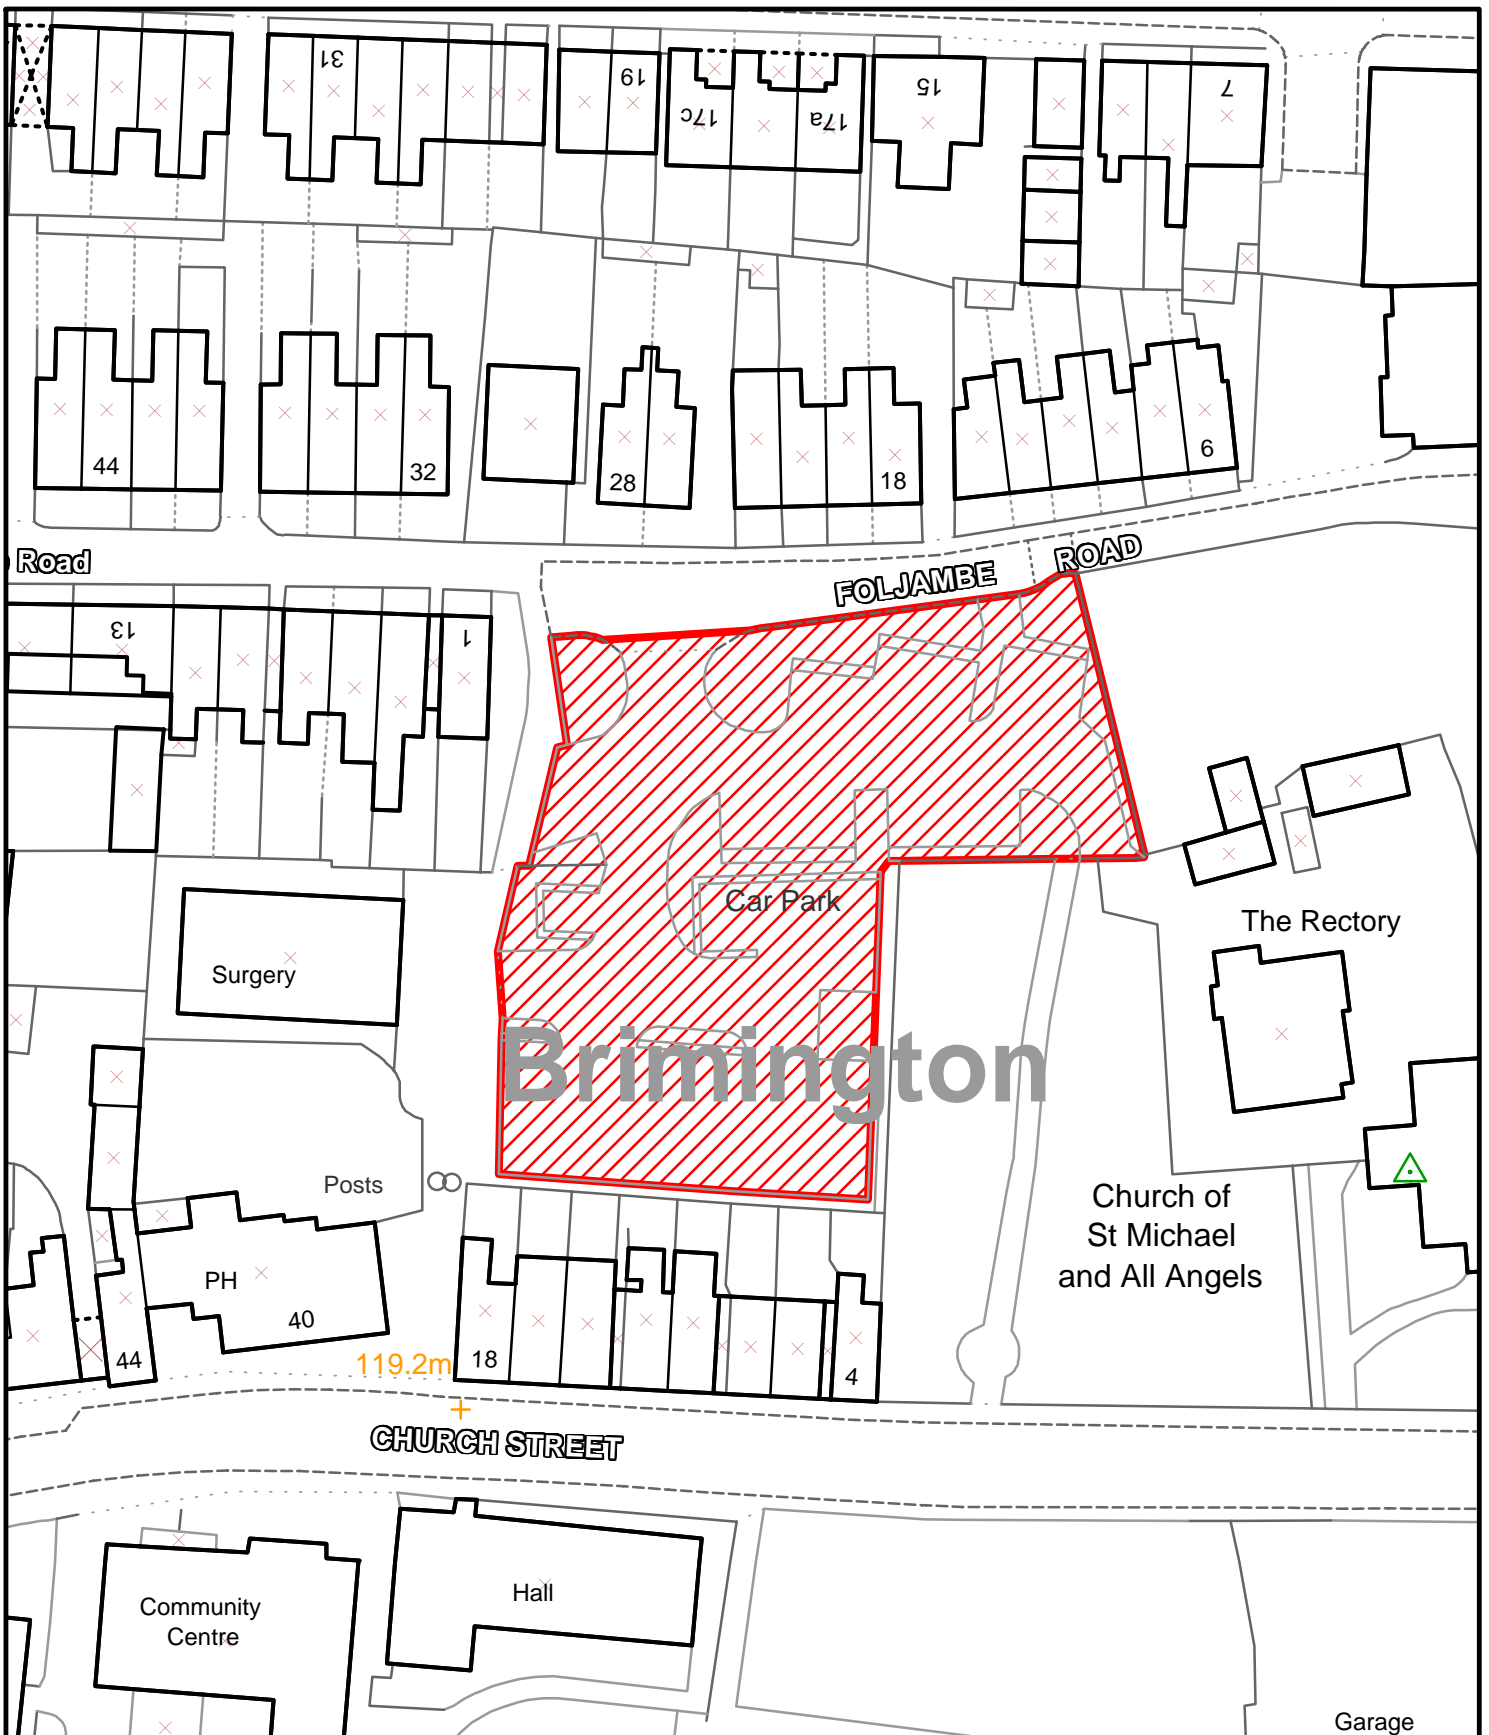 31
19
17c
17a
15
7
44
32
28
18
6
Road
FOLJAMBE ROAD
13
1
Car Park
The Rectory
Surgery
Brimington
Posts
Church of
St Michael
and All Angels
PH
40
44
119.2m
18
4
CHURCH STREET
Community
Centre
Hall
Garage